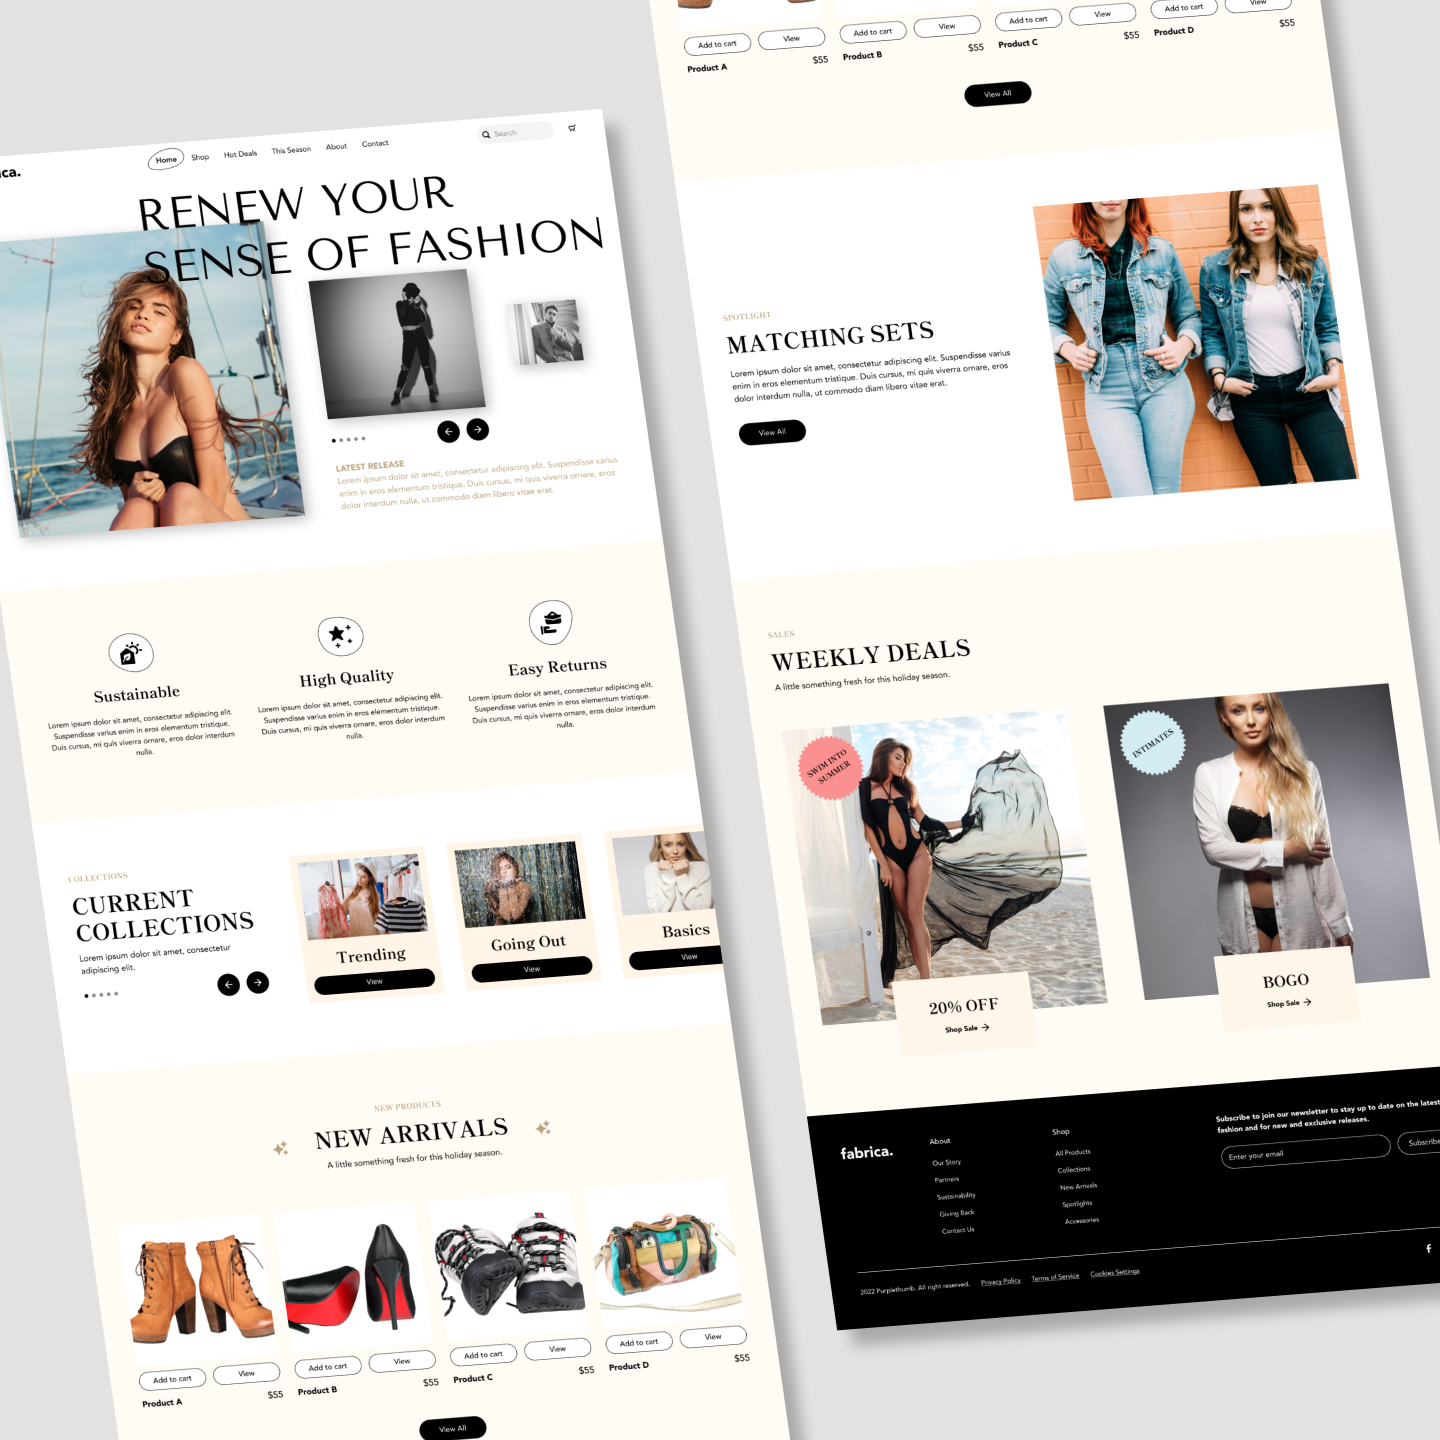 ica.
Home
Shop
Hot Deals
This Season
About
Contact
Search
RENEW YOUR
SENSE OF FASHION
LATEST RELEASE
Lorem ipsum dolor sit amet, consectetur adipiscing elit. Suspendisse varius
enim in eros elementum tristique. Duis cursus, mi quis viverra ornare, eros
dolor interdum nulla, ut commodo diam libero vitae erat.
Sustainable
Lorem ipsum dolor sit amet, consectetur adipiscing elit.
Suspendisse varius enim in eros elementum tristique.
Duis cursus, mi quis viverra ornare, eros dolor interdum
nulla.
High Quality
Lorem ipsum dolor sit amet, consectetur adipiscing elit.
Suspendisse varius enim in eros elementum tristique.
Duis cursus, mi quis viverra ornare, eros dolor interdum
nulla.
Easy Returns
Lorem ipsum dolor sit amet, consectetur adipiscing elit.
Suspendisse varius enim in eros elementum tristique.
Duis cursus, mi quis viverra ornare, eros dolor interdum
nulla.
COLLECTIONS
CURRENT
COLLECTIONS
Lorem ipsum dolor sit amet, consectetur
adipiscing elit.
Trending
View
Going Out
View
Basics
View
NEW PRODUCTS
NEW ARRIVALS
A little something fresh for this holiday season.
Add to cart
View
Product A
$55
Add to cart
View
Product B
$55
Add to cart
View
Product C
$55
Add to cart
View
Product D
$55
View All
Add to cart
View
Product A
$55
Add to cart
View
Product B
$55
Add to cart
View
Product C
$55
Add to cart
View
Product D
$55
View All
SPOTLIGHT
MATCHING SETS
Lorem ipsum dolor sit amet, consectetur adipiscing elit. Suspendisse varius
enim in eros elementum tristique. Duis cursus, mi quis viverra ornare, eros
dolor interdum nulla, ut commodo diam libero vitae erat.
View All
SALES
WEEKLY DEALS
A little something fresh for this holiday season.
SWIM INTO
SUMMER
20% OFF
Shop Sale
INTIMATES
BOGO
Shop Sale
fabrica.
About
Our Story
Partners
Sustainability
Giving Back
Contact Us
Shop
All Products
Collections
New Arrivals
Spotlights
Accessories
Subscribe to join our newsletter to stay up to date on the latest
fashion and for new and exclusive releases.
Enter your email
Subscribe
2022 Purplethumb. All right reserved.
Privacy Policy
Terms of Service
Cookies Settings